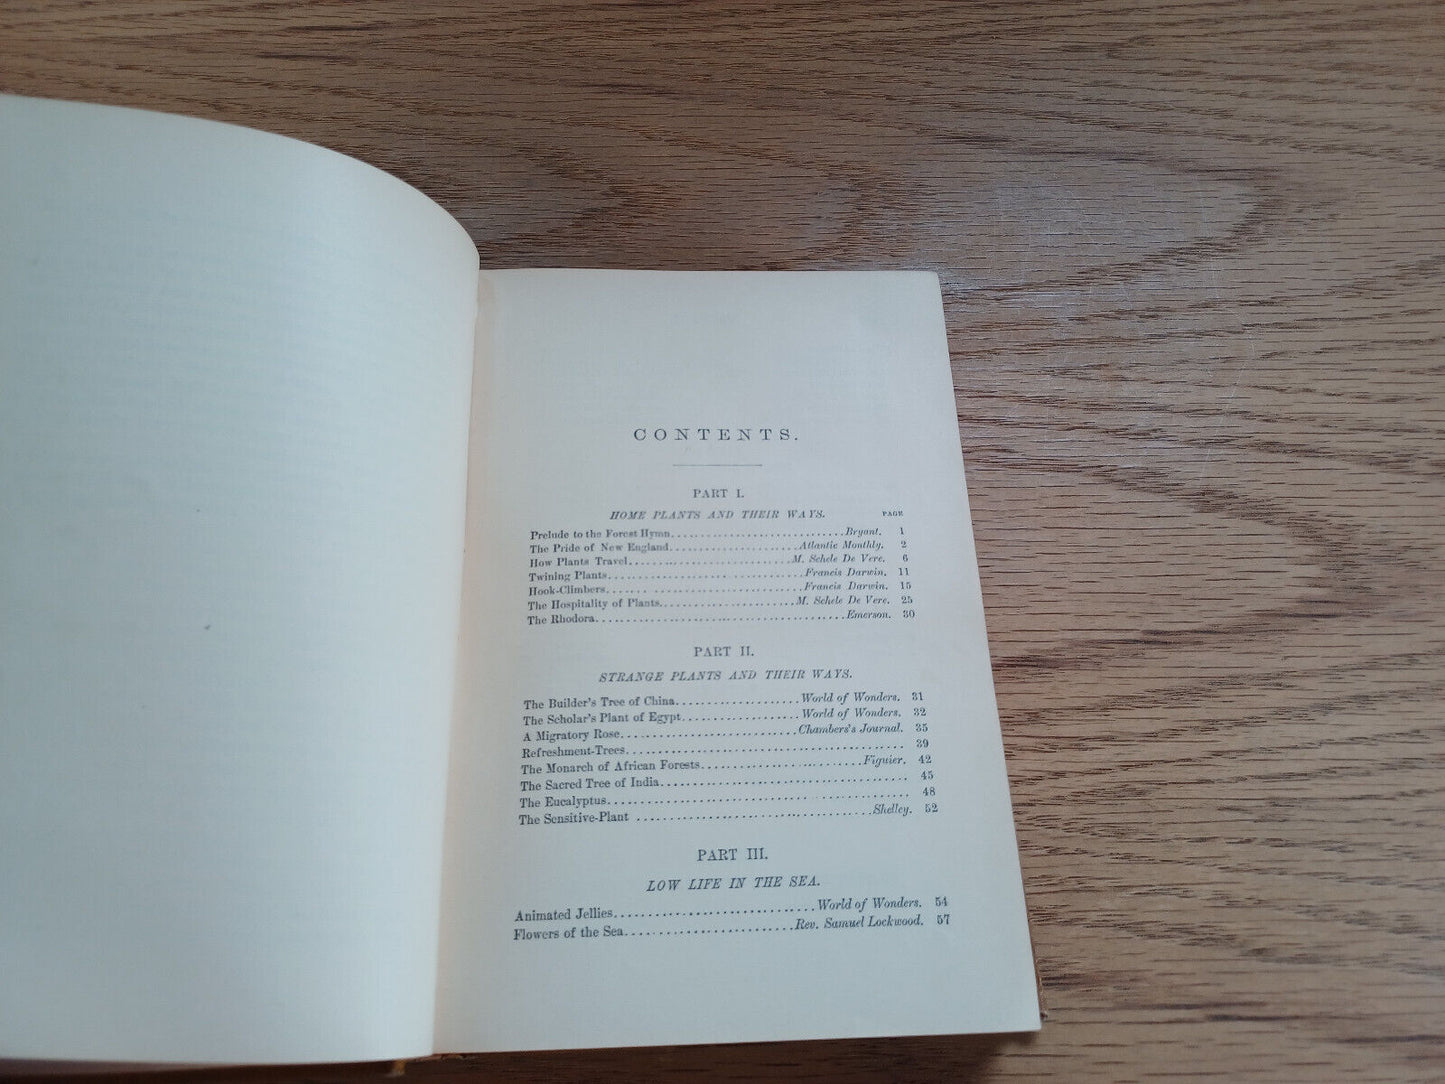 CONTENTS.
PART I.
HOME PLANTS AND THEIR WAYS. PAGE
Prelude to the Forest Hymn........................Bryant. 1
The Pride of New England...................Atlantic Monthly. 2
How Plants Travel........................M. Schele De Vere. 6
Twining Plants.............................Francis Darwin. 11
Hook-Climbers...... ......................Francis Darwin. 15
The Hospitality of Plants....................M. Schele De Vere. 25
The Rhodora.....................................Emerson. 30
PART II.
STRANGE PLANTS AND THEIR WAYS.
The Builder's Tree of China...................World of Wonders. 31
The Scholar's Plant of Egypt..................World of Wonders. 32
A Migratory Rose..........................Chambers's Journal. 35
Refreshment-Trees......................................... 39
The Monarch of African Forests........................Figuier. 42
The Sacred Tree of India.................................... 45
The Eucalyptus............................................ 48
The Sensitive-Plant ...................................Shelley. 52
PART III.
LOW LIFE IN THE SEA.
Animated Jellies..............................World of Wonders. 54
Flowers of the Sea.........................Rev. Samuel Lockwood. 57